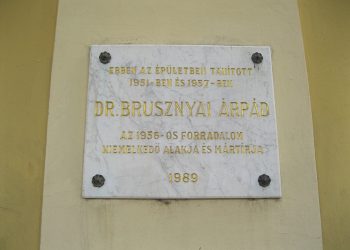 EBBEN AZ ÉPÜLETBEN TANÍTOTT
1951-BEN ÉS 1957-BEN
DR. BRUSZNYAI ÁRPÁD
AZ 1956-OS FORRADALOM
KIEMELKEDŐ ALAKJA ÉS MÁRTÍRJA
1989